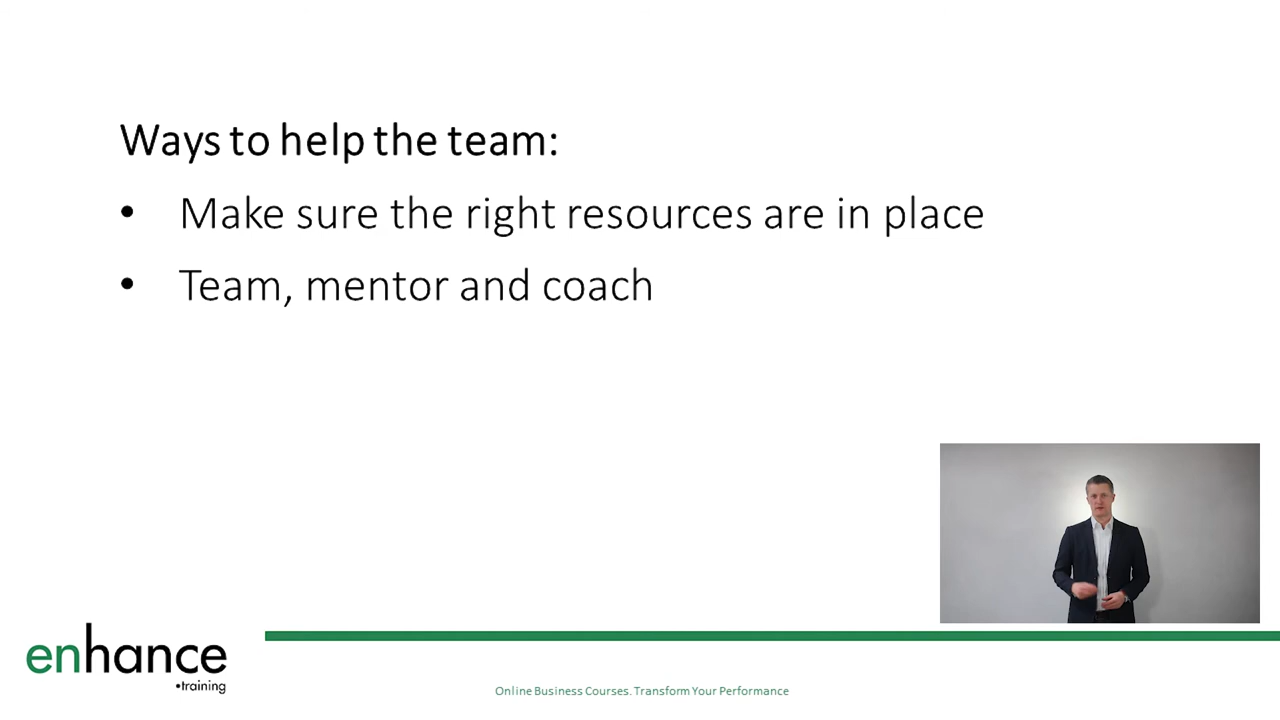 Ways to help the team:
• Make sure the right resources are in place
• Team, mentor and coach
enhance
•training
Online Business Courses. Transform Your Performance